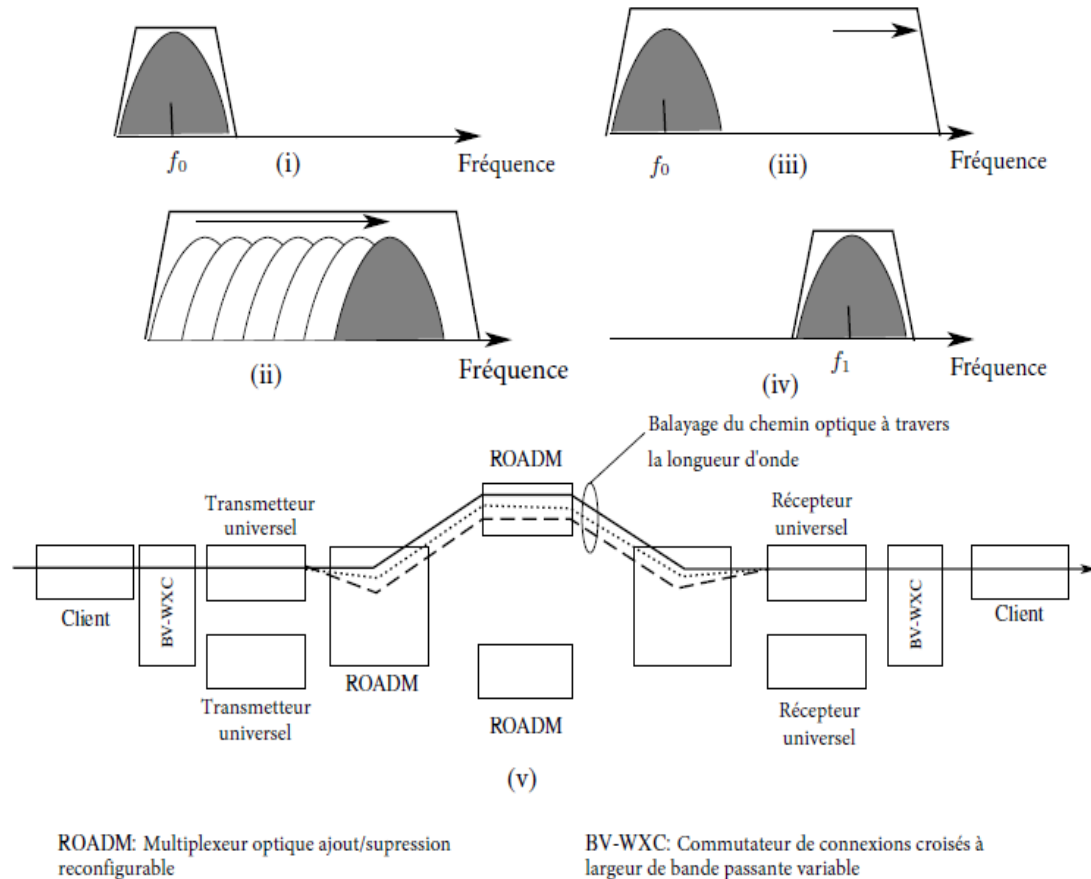 f0
(i)
Fréquence
f0
(iii)
Fréquence
(ii)
Fréquence
f1
(iv)
Fréquence
Balayage du chemin optique à travers
la longueur d'onde
ROADM
Transmetteur
universel
Récepteur
universel
Client
BV-WXC
ROADM
BV-WXC
Client
Transmetteur
universel
ROADM
Récepteur
universel
(v)
ROADM: Multiplexeur optique ajout/supression
reconfigurable
BV-WXC: Commutateur de connexions croisés à
largeur de bande passante variable